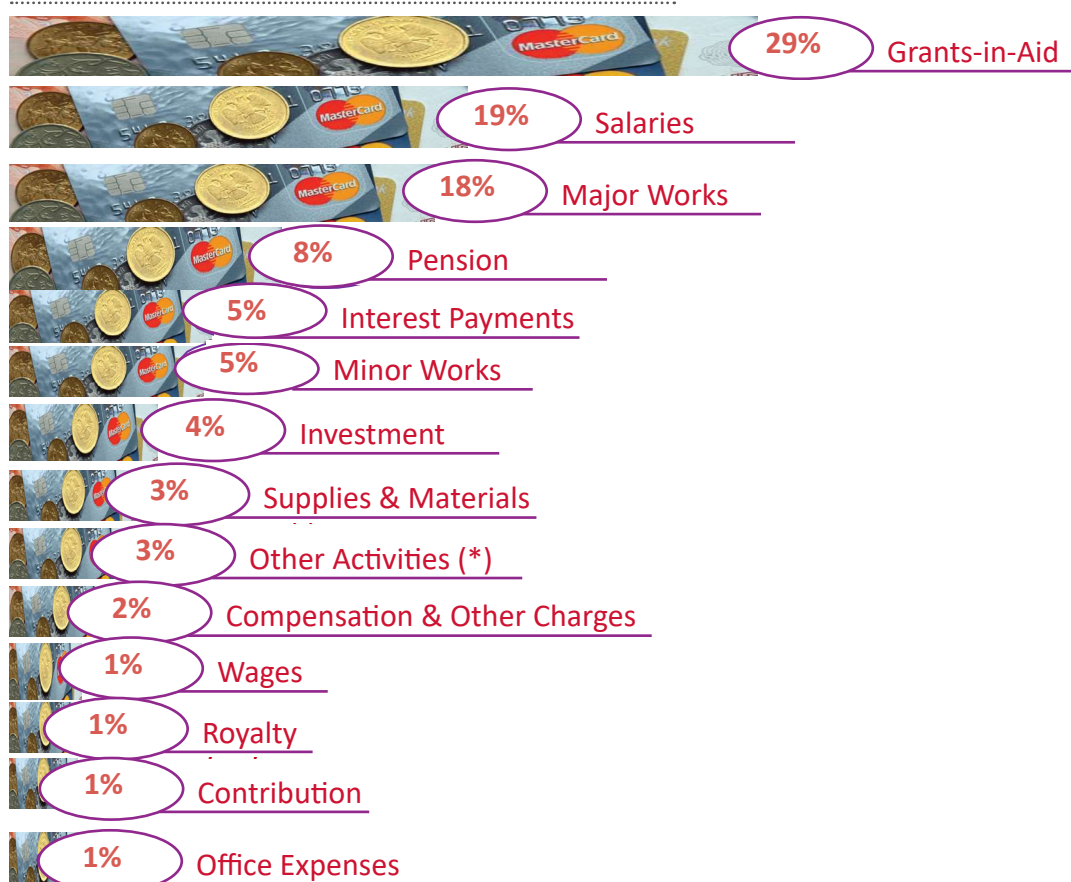 29% Grants-in-Aid
19% Salaries
18% Major Works
8% Pension
5% Interest Payments
5% Minor Works
4% Investment
3% Supplies & Materials
3% Other Activities (*)
2% Compensation & Other Charges
1% Wages
1% Royalty
1% Contribution
1% Office Expenses